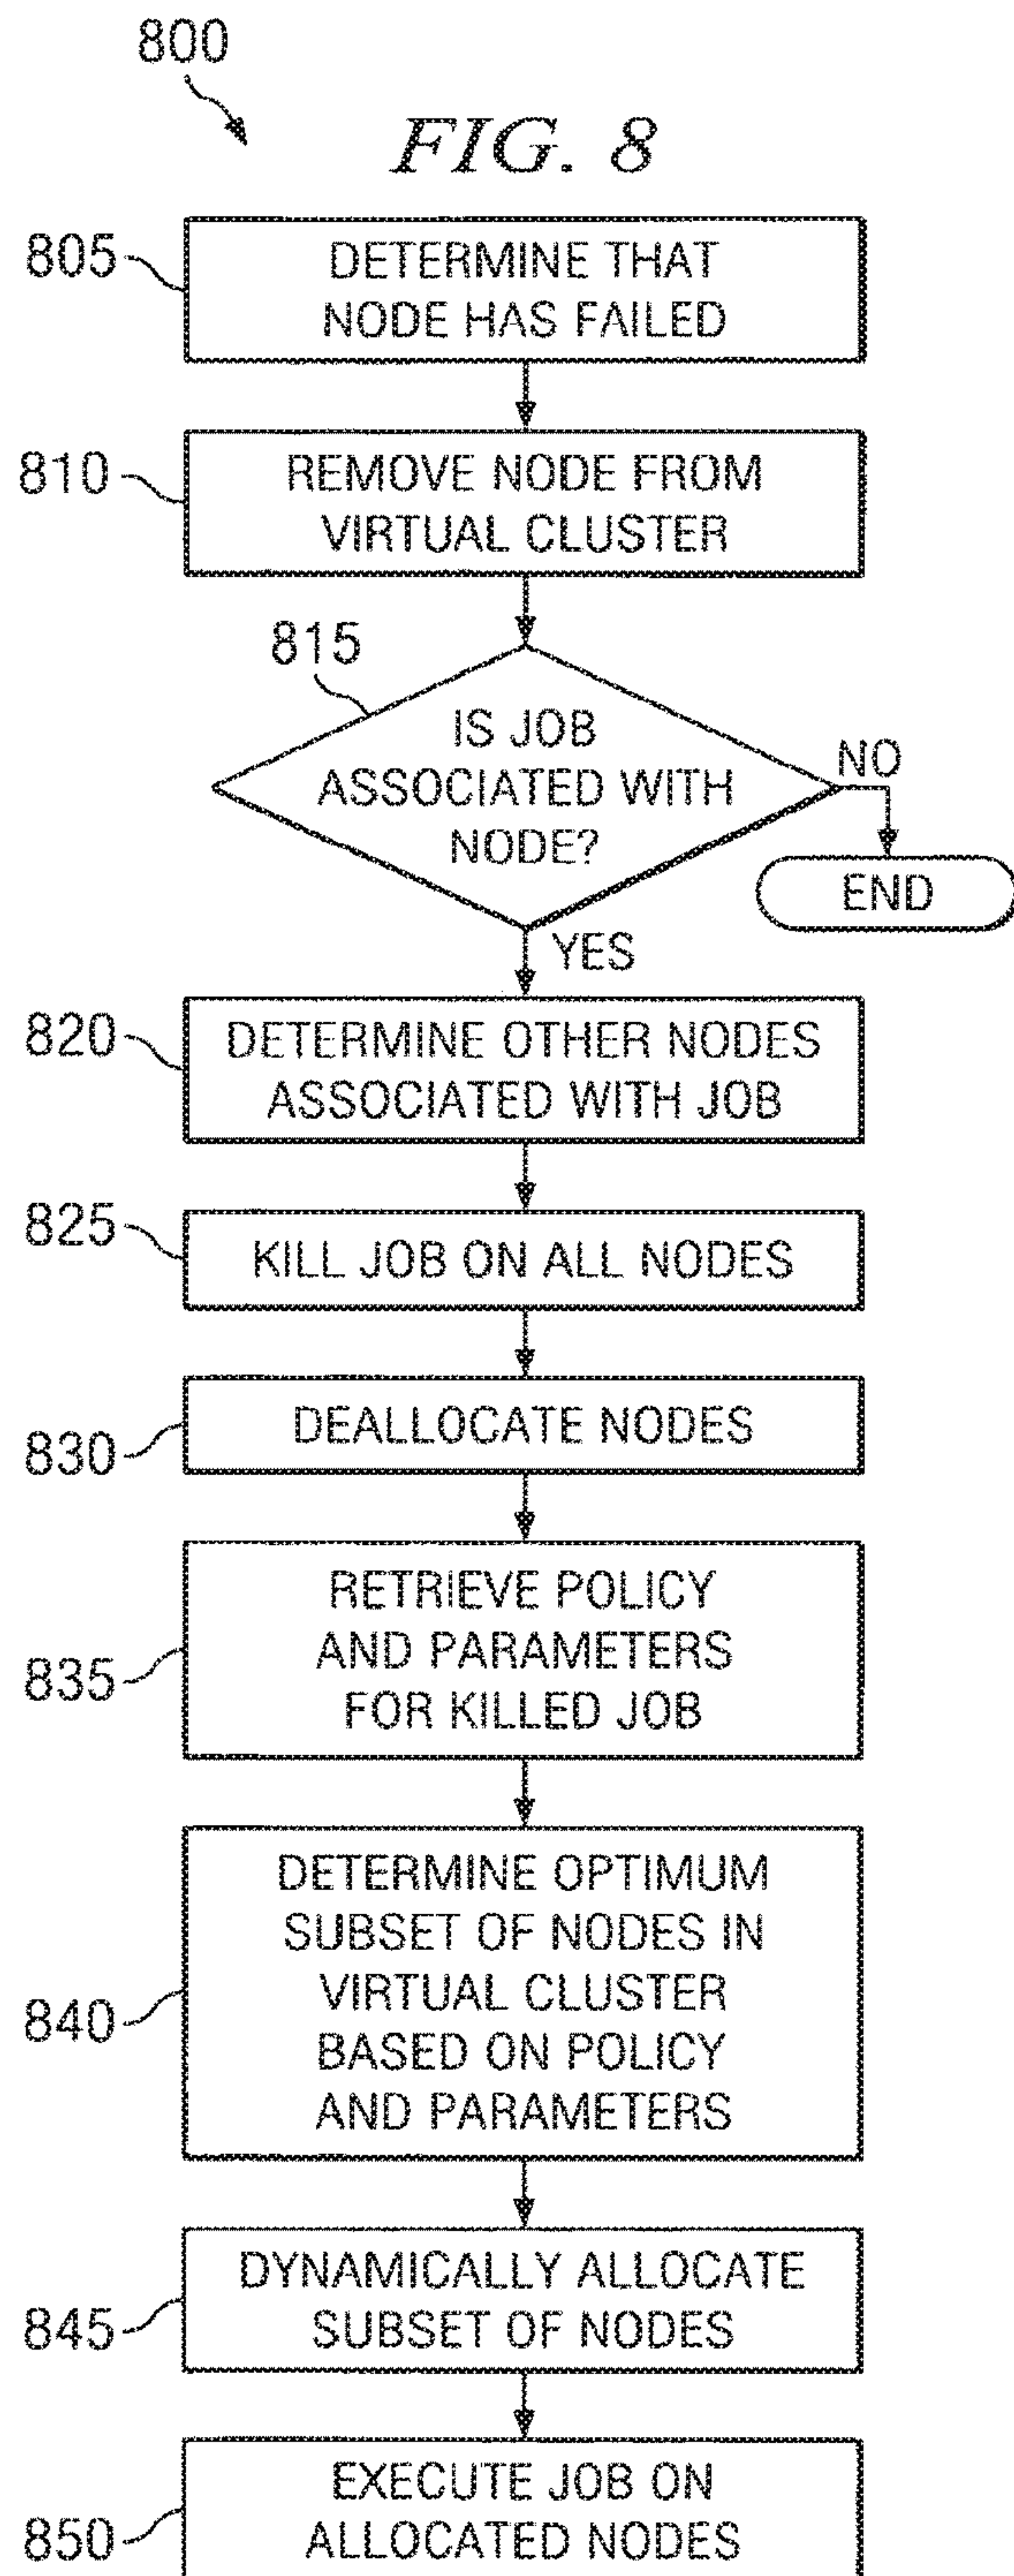 800
FIG. 8
805
DETERMINE THAT
NODE HAS FAILED
810
REMOVE NODE FROM
VIRTUAL CLUSTER
815
IS JOB
ASSOCIATED WITH
NODE?
NO
END
YES
820
DETERMINE OTHER NODES
ASSOCIATED WITH JOB
825
KILL JOB ON ALL NODES
830
DEALLOCATE NODES
835
RETRIEVE POLICY
AND PARAMETERS
FOR KILLED JOB
840
DETERMINE OPTIMUM
SUBSET OF NODES IN
VIRTUAL CLUSTER
BASED ON POLICY
AND PARAMETERS
845
DYNAMICALLY ALLOCATE
SUBSET OF NODES
850
EXECUTE JOB ON
ALLOCATED NODES